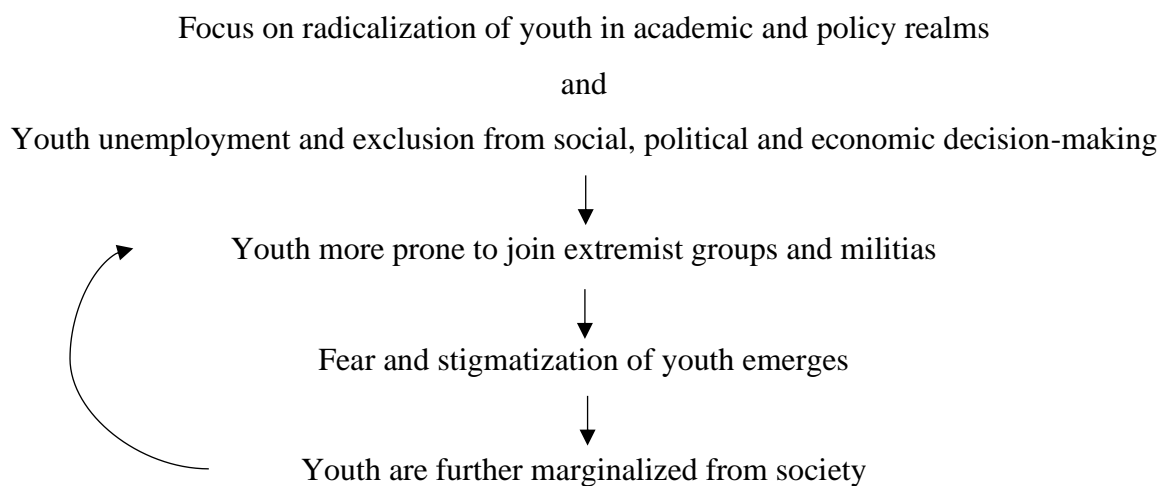 Focus on radicalization of youth in academic and policy realms
and
Youth unemployment and exclusion from social, political and economic decision-making
Youth more prone to join extremist groups and militias
Fear and stigmatization of youth emerges
Youth are further marginalized from society